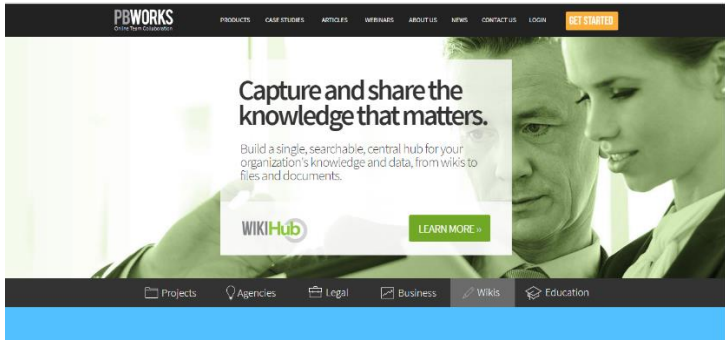 PBWORKS
Online Team Collaboration
PRODUCTS CASE STUDIES ARTICLES WEBINARS ABOUT US NEWS CONTACT US LOGIN GET STARTED
Capture and share the
knowledge that matters.
Build a single, searchable, central hub for your
organization's knowledge and data, from wikis to
files and documents.
WIKIHub LEARN MORE »
Projects Agencies Legal Business Wikis Education